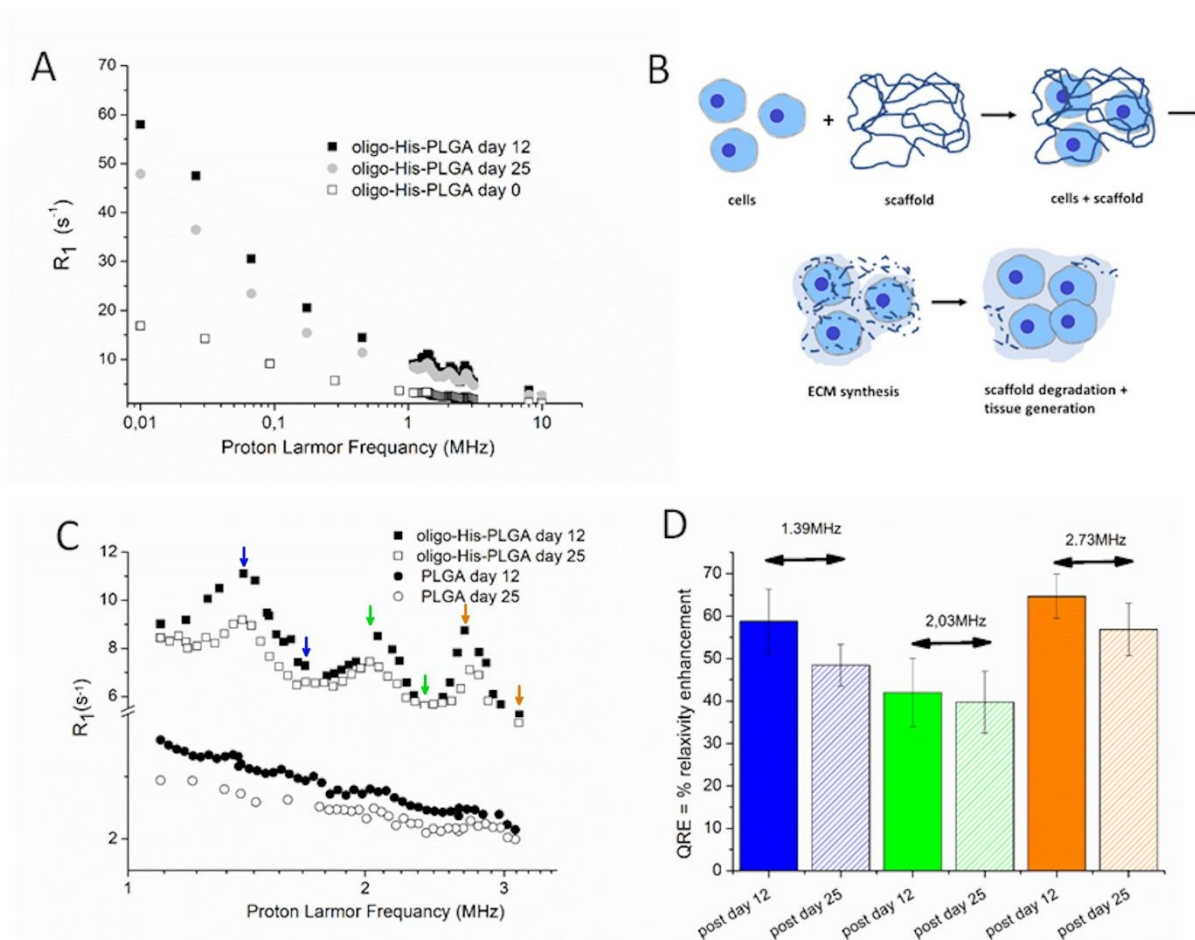 A
70
60
50
40
30
20
10
R1 (s-1)
oligo-His-PLGA day 12
oligo-His-PLGA day 25
oligo-His-PLGA day 0
0,01
0,1
1
10
Proton Larmor Frequancy (MHz)
B
+
cells
scaffold
cells + scaffold
ECM synthesis
scaffold degradation +
tissue generation
C
12
10
8
6
2
R1(s-1)
oligo-His-PLGA day 12
oligo-His-PLGA day 25
PLGA day 12
PLGA day 25
1
2
3
Proton Larmor Frequancy (MHz)
D
QRE = % relaxivity enhancement
70
60
50
40
30
20
10
0
1.39MHz
2,03MHz
2.73MHz
post day 12
post day 25
post day 12
post day 25
post day 12
post day 25